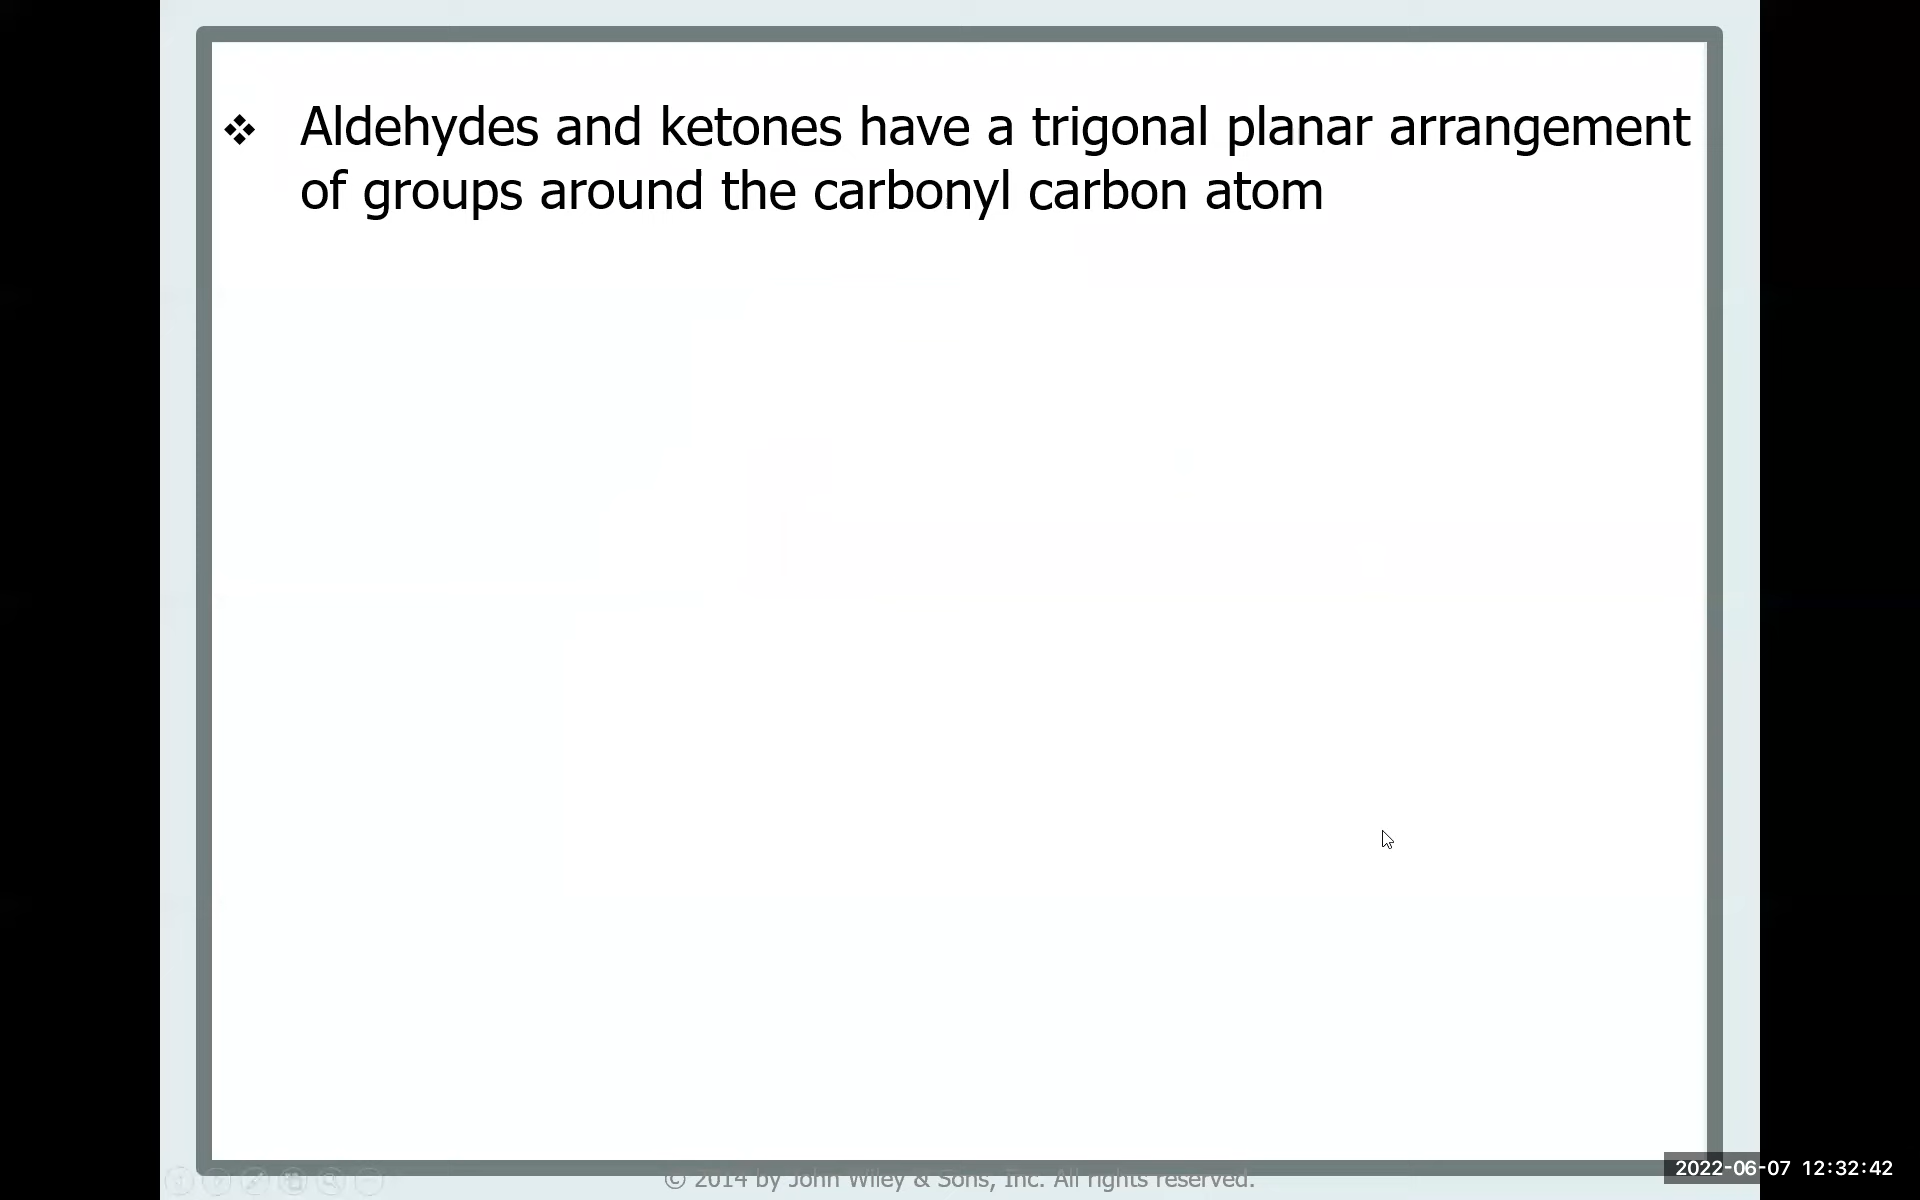 ❖ Aldehydes and ketones have a trigonal planar arrangement
of groups around the carbonyl carbon atom
© 2014 by John Wiley & Sons, Inc. All rights reserved.
2022-06-07 12:32:42